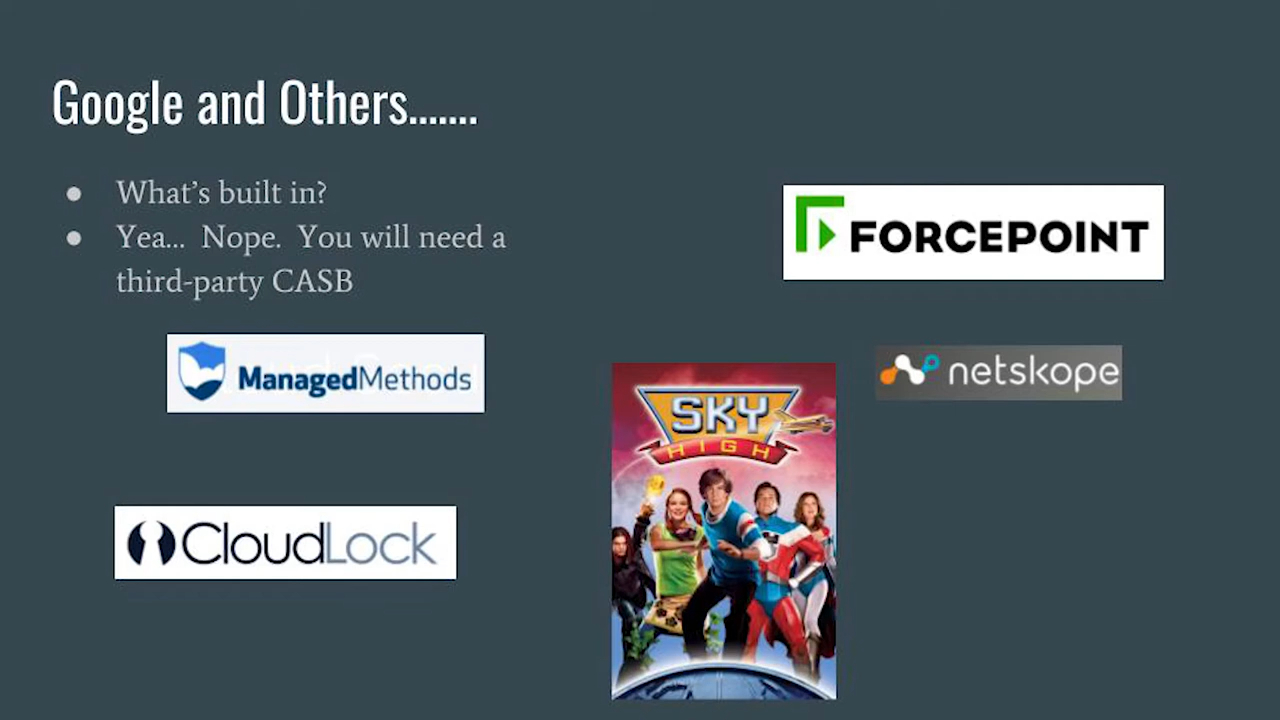 Google and Others.......
● What's built in?
● Yea... Nope. You will need a
third-party CASB
FORCEPOINT
ManagedMethods
netskope
SKY
HIGH
CloudLock